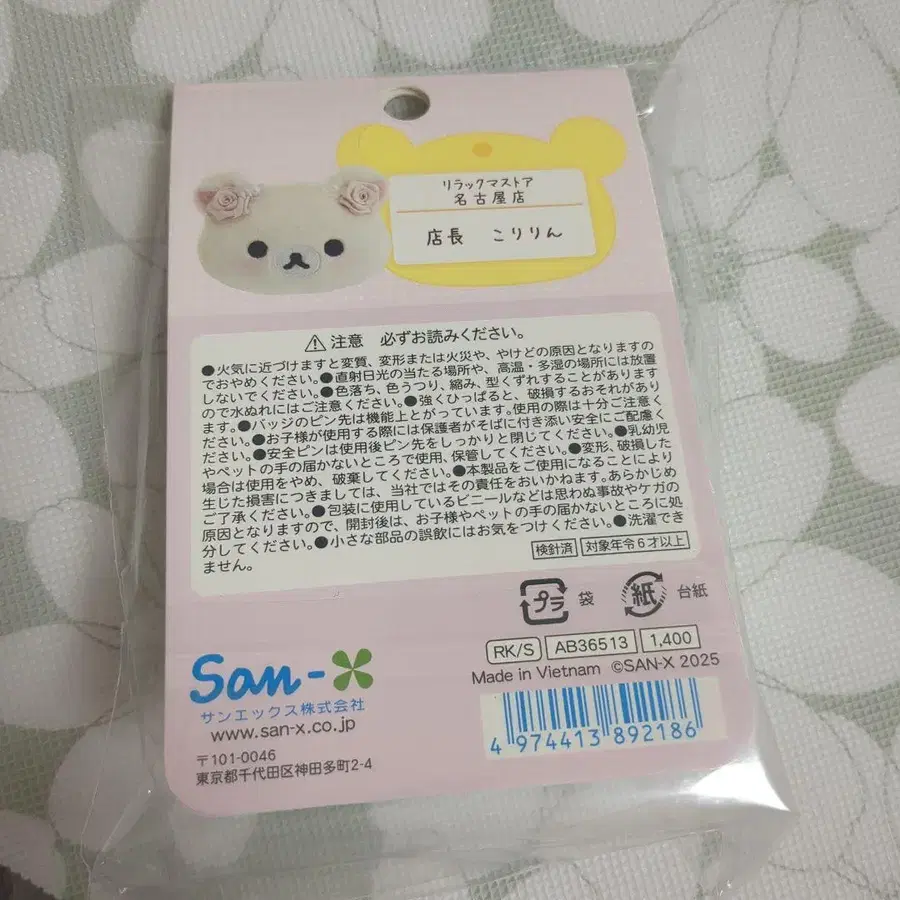 リラックマストア
名古屋店
店長 こりりん
⚠注意 必ずお読みください。
●火気に近づけますと変質、変形または火災や、やけどの原因となりますの
でおやめください。●直射日光の当たる場所や、高温・多湿の場所には放置
しないでください。●色落ち、色うつり、縮み、型くずれすることがあります
ので水ぬれにはご注意ください。●強くひっぱると、破損するおそれがあり
ます。●バッジのピン先は機能上とがっています。使用の際は十分ご注意く
ださい。●お子様が使用する際には保護者がそばに付き添い安全にご配慮く
ださい。●安全ピンは使用後ピン先をしっかりと閉じてください。●乳幼児
やペットの手の届かないところで使用、保管してください。●変形、破損した
場合は使用をやめ、破棄してください。●本製品をご使用になることにより
生じた損害につきましては、当社ではその責任をおいかねます。あらかじめ
ご了承ください。●包装に使用しているビニールなどは思わぬ事故やケガの
原因となりますので、開封後は、お子様やペットの手の届かないところに処
分してください。●小さな部品の誤飲にはお気をつけください。●洗濯でき
ません。
検針済 対象年令6才以上
プラ 袋 紙 台紙
RK/S AB36513 1,400
Made in Vietnam ©SAN-X 2025
San-X
サンエックス株式会社
www.san-x.co.jp
〒101-0046
東京都千代田区神田多町2-4
4 974413 892186